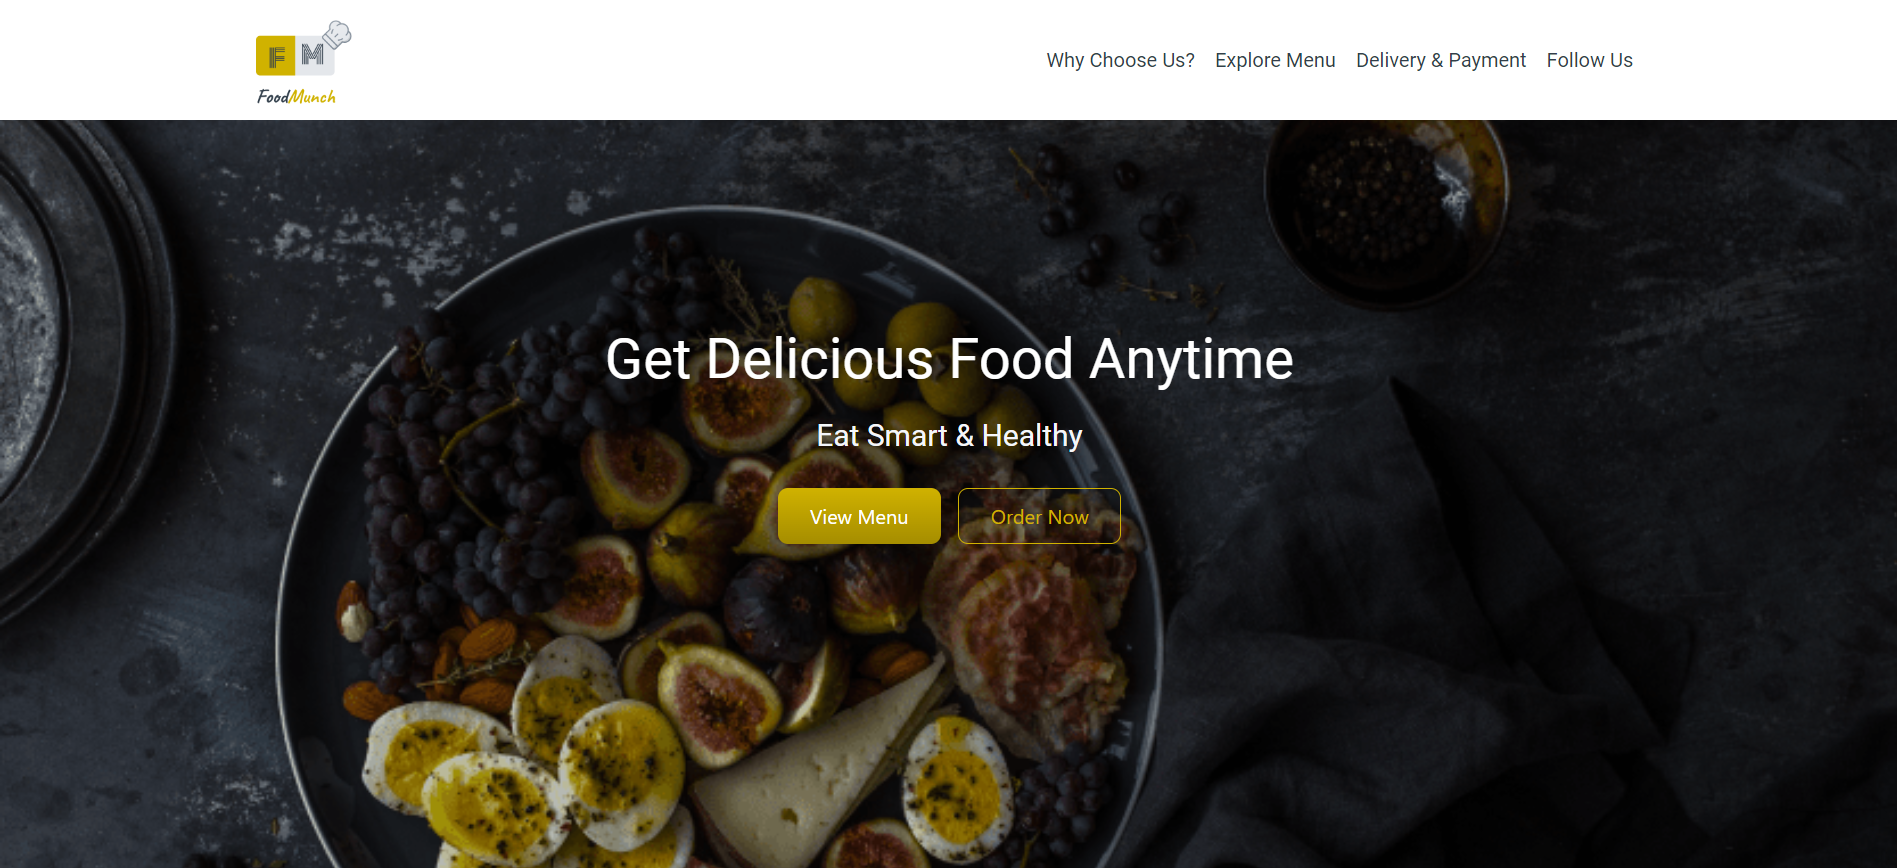 FM
FoodMunch
Why Choose Us? Explore Menu Delivery & Payment Follow Us
Get Delicious Food Anytime
Eat Smart & Healthy
View Menu Order Now